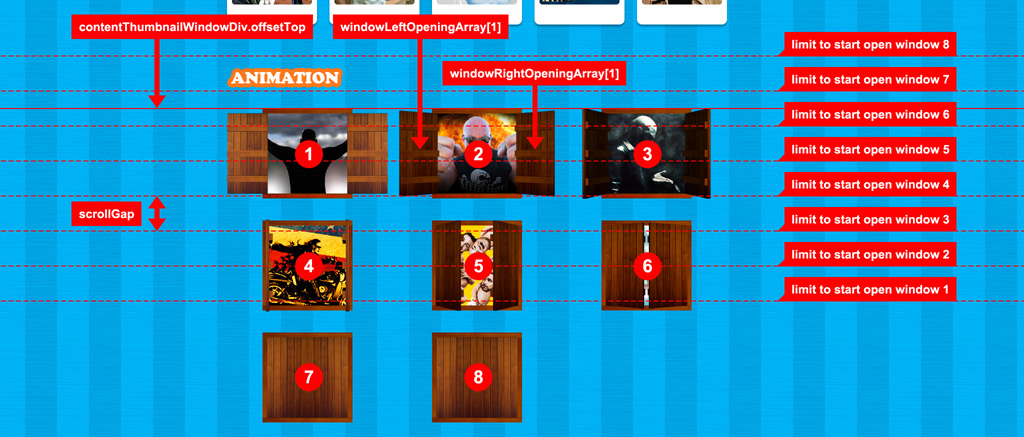 contentThumbnailWindowDiv.offsetTop
windowLeftOpeningArray[1]
limit to start open window 8
windowRightOpeningArray[1]
limit to start open window 7
ANIMATION
limit to start open window 6
limit to start open window 5
1
2
3
limit to start open window 4
scrollGap
limit to start open window 3
limit to start open window 2
4
5
6
limit to start open window 1
7
8